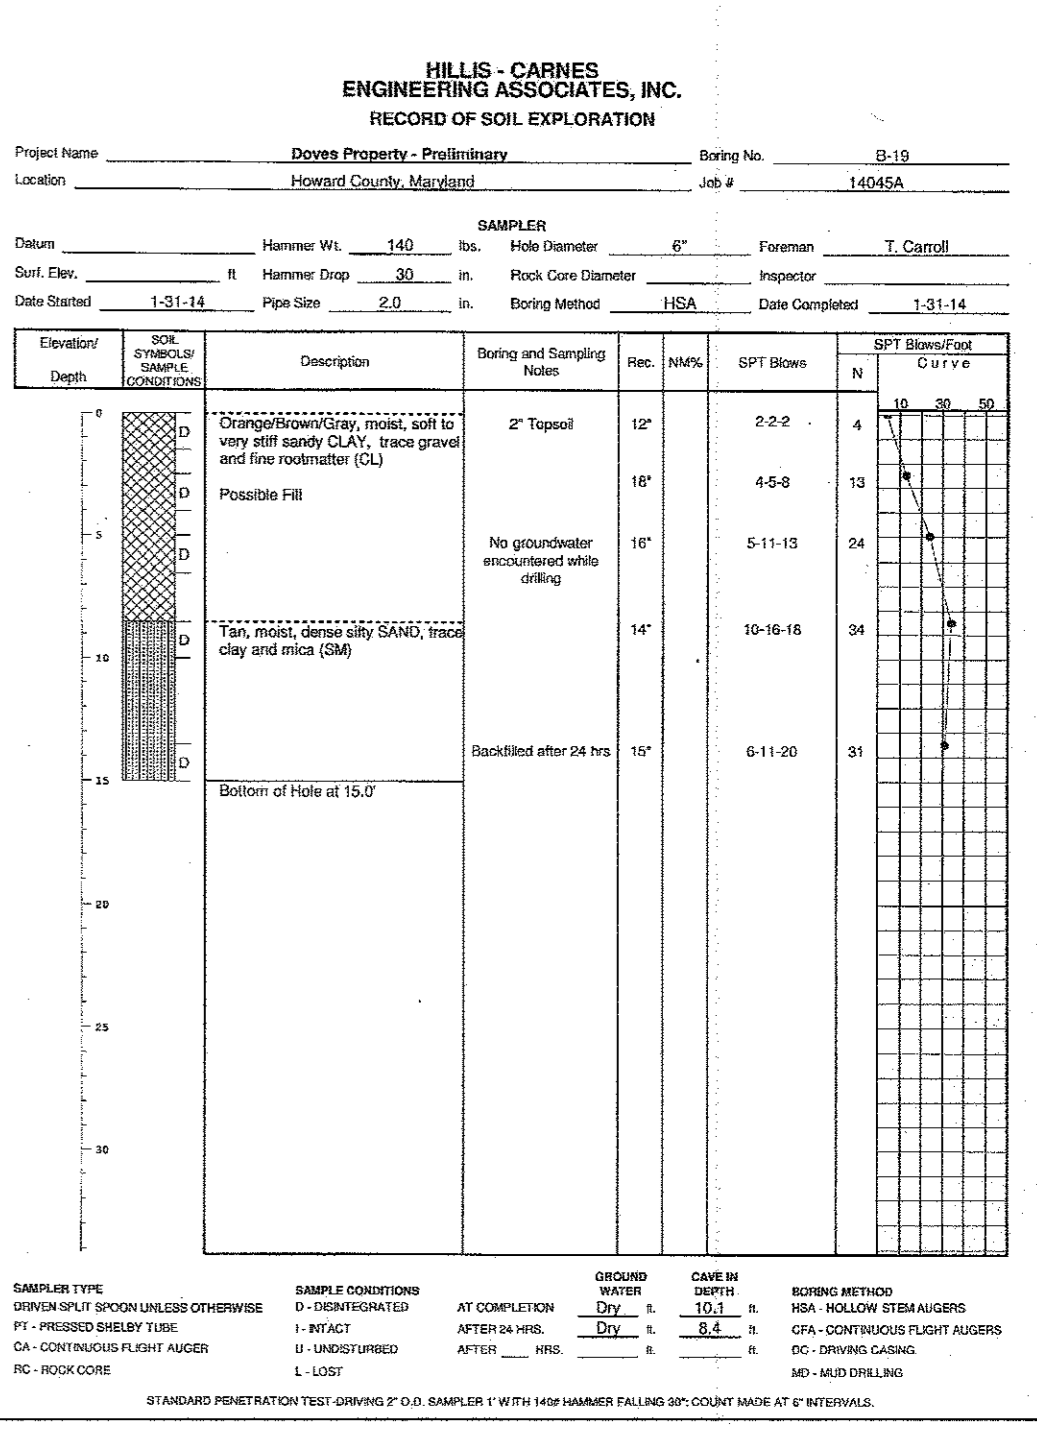 HILLIS - CARNES
ENGINEERING ASSOCIATES, INC.
RECORD OF SOIL EXPLORATION
Project Name Doves Property - Preliminary Boring No. B-19
Location Howard County, Maryland Job # 14045A
SAMPLER
Datum Hammer Wt. 140 lbs. Hole Diameter 6" Foreman T. Carroll
Surf. Elev. ft Hammer Drop 30 in. Rock Core Diameter Inspector
Date Started 1-31-14 Pipe Size 2.0 in. Boring Method HSA Date Completed 1-31-14
Elevation/
Depth
SOIL
SYMBOLS/
SAMPLE
CONDITIONS
Description
Boring and Sampling
Notes
Rec.
NM%
SPT Blows
SPT Blows/Foot
N
Curve
10 30 50
0
D
Orange/Brown/Gray, moist, soft to
very stiff sandy CLAY, trace gravel
and fine rootmatter (CL)
2" Topsoil
12"
2-2-2
4
D
Possible Fill
18"
4-5-8
13
5
D
No groundwater
encountered while
drilling
16"
5-11-13
24
D
Tan, moist, dense silty SAND, trace
clay and mica (SM)
14"
10-16-18
34
10
D
Backfilled after 24 hrs
15"
6-11-20
31
15
Bottom of Hole at 15.0'
20
25
30
SAMPLER TYPE
DRIVEN SPLIT SPOON UNLESS OTHERWISE
PT - PRESSED SHELBY TUBE
CA - CONTINUOUS FLIGHT AUGER
RC - ROCK CORE
SAMPLE CONDITIONS
D - DISINTEGRATED
I - INTACT
U - UNDISTURBED
L - LOST
GROUND
WATER
CAVE IN
DEPTH
AT COMPLETION Dry ft. 10.1 ft.
AFTER 24 HRS. Dry ft. 8.4 ft.
AFTER ____ HRS. ft. ft.
BORING METHOD
HSA - HOLLOW STEM AUGERS
CFA - CONTINUOUS FLIGHT AUGERS
DC - DRIVING CASING
MD - MUD DRILLING
STANDARD PENETRATION TEST-DRIVING 2" O.D. SAMPLER 1' WITH 140# HAMMER FALLING 30"; COUNT MADE AT 6" INTERVALS.